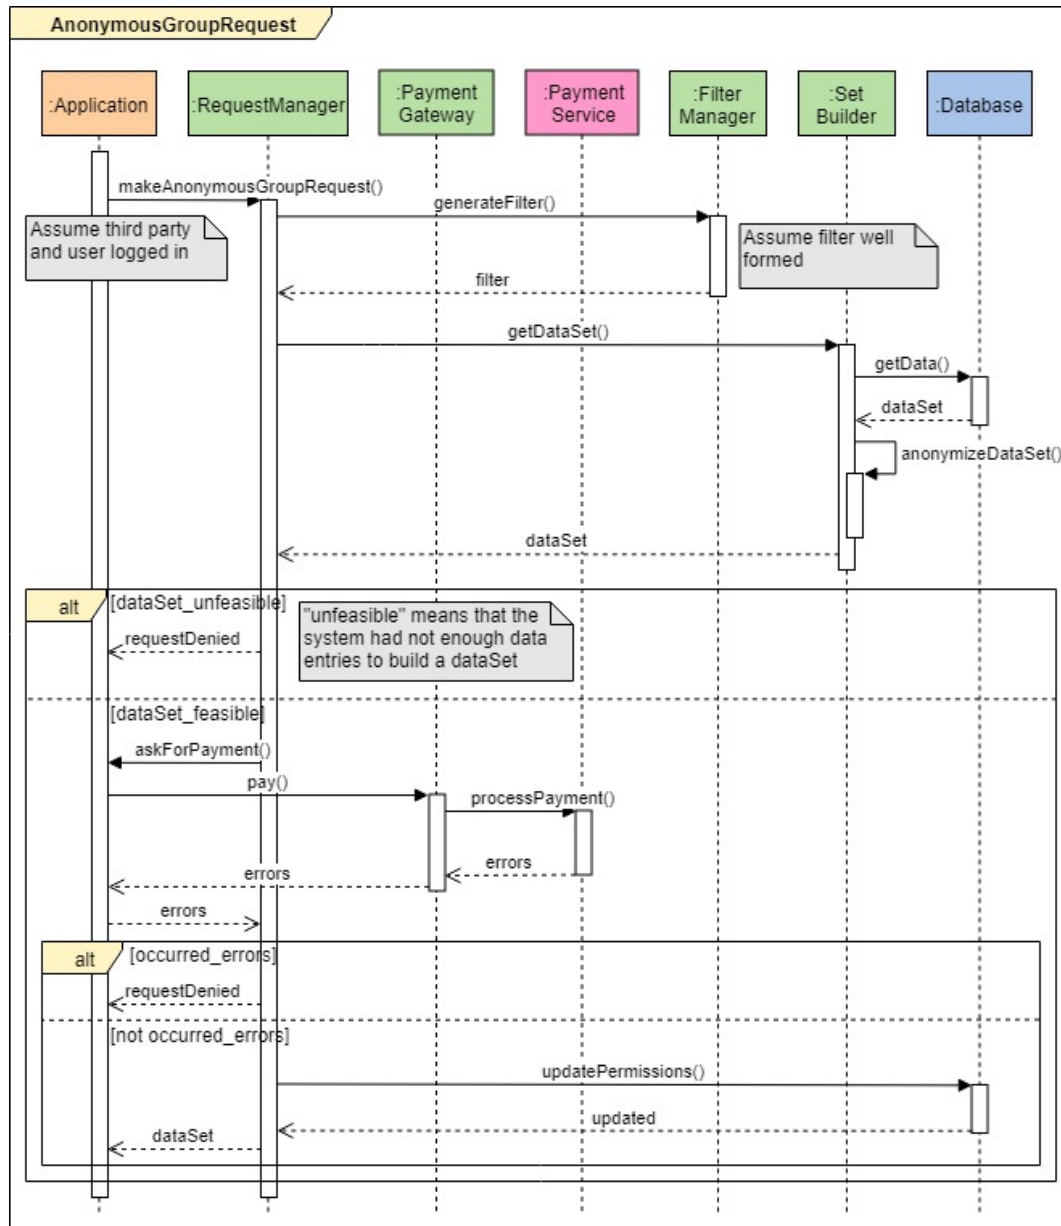 AnonymousGroupRequest
:Application
:RequestManager
:Payment
Gateway
:Payment
Service
:Filter
Manager
:Set
Builder
:Database
makeAnonymousGroupRequest()
generateFilter()
Assume third party
and user logged in
Assume filter well
formed
filter
getDataSet()
getData()
dataSet
anonymizeDataSet()
dataSet
alt
[dataSet_unfeasible]
"unfeasible" means that the
system had not enough data
entries to build a dataSet
requestDenied
[dataSet_feasible]
askForPayment()
pay()
processPayment()
errors
errors
errors
alt
[occurred_errors]
requestDenied
[not occurred_errors]
updatePermissions()
updated
dataSet